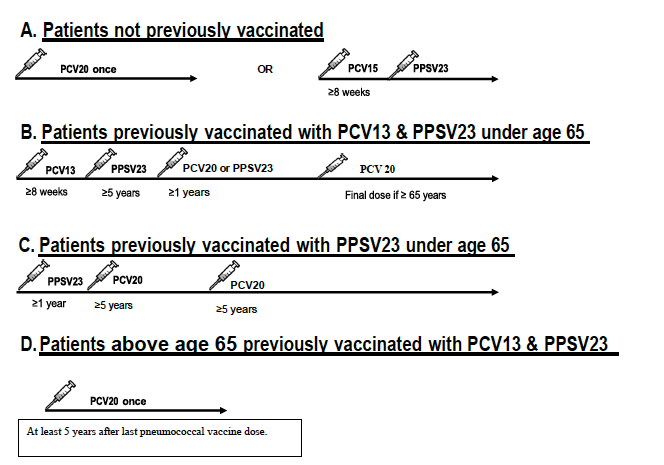 A. Patients not previously vaccinated
PCV20 once OR PCV15 PPSV23
≥8 weeks
B. Patients previously vaccinated with PCV13 & PPSV23 under age 65
PCV13 PPSV23 PCV20 or PPSV23 PCV 20
≥8 weeks ≥5 years ≥1 years Final dose if ≥ 65 years
C. Patients previously vaccinated with PPSV23 under age 65
PPSV23 PCV20 PCV20
≥1 year ≥5 years ≥5 years
D. Patients above age 65 previously vaccinated with PCV13 & PPSV23
PCV20 once
At least 5 years after last pneumococcal vaccine dose.